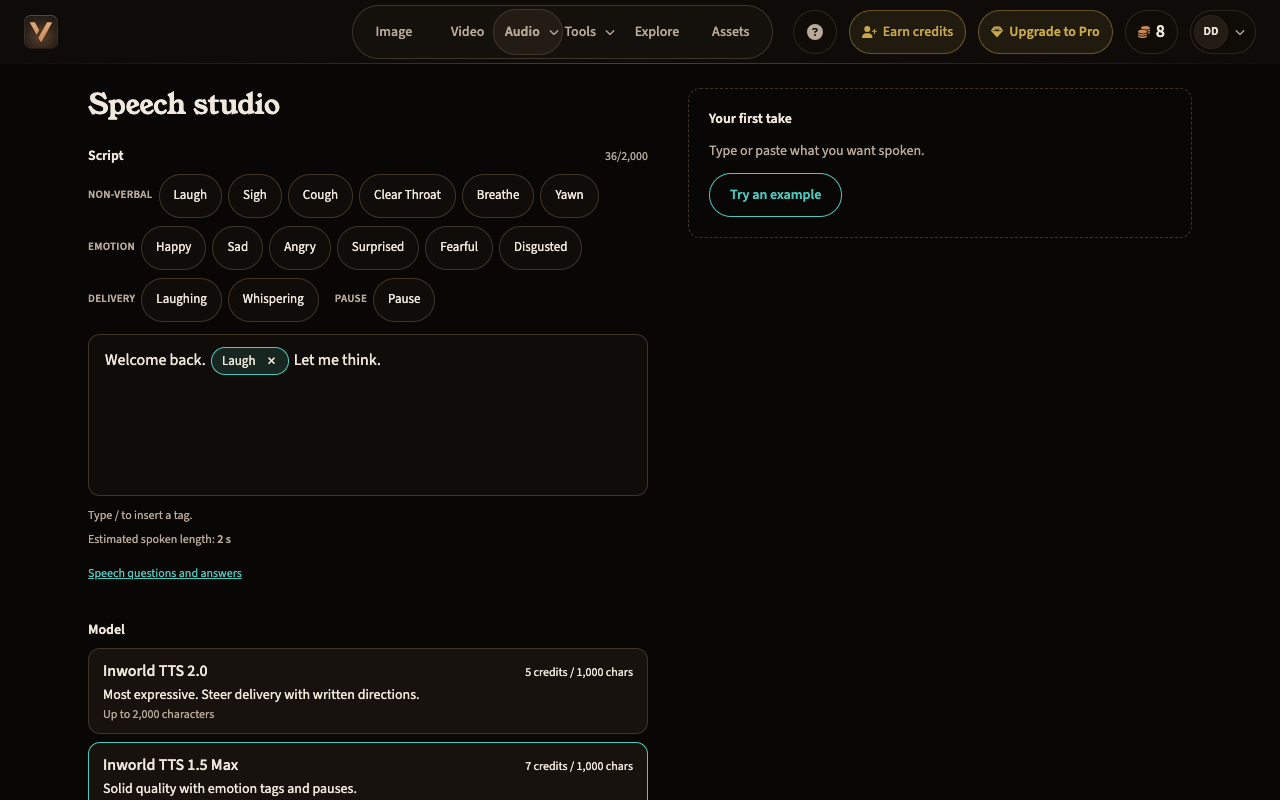 Image Video Audio Tools Explore Assets ? Earn credits Upgrade to Pro 8 DD
Speech studio
Script 36/2,000
NON-VERBAL Laugh Sigh Cough Clear Throat Breathe Yawn
EMOTION Happy Sad Angry Surprised Fearful Disgusted
DELIVERY Laughing Whispering PAUSE Pause
Welcome back. Laugh × Let me think.
Type / to insert a tag.
Estimated spoken length: 2 s
Speech questions and answers
Model
Inworld TTS 2.0 5 credits / 1,000 chars
Most expressive. Steer delivery with written directions.
Up to 2,000 characters
Inworld TTS 1.5 Max 7 credits / 1,000 chars
Solid quality with emotion tags and pauses.
Your first take
Type or paste what you want spoken.
Try an example